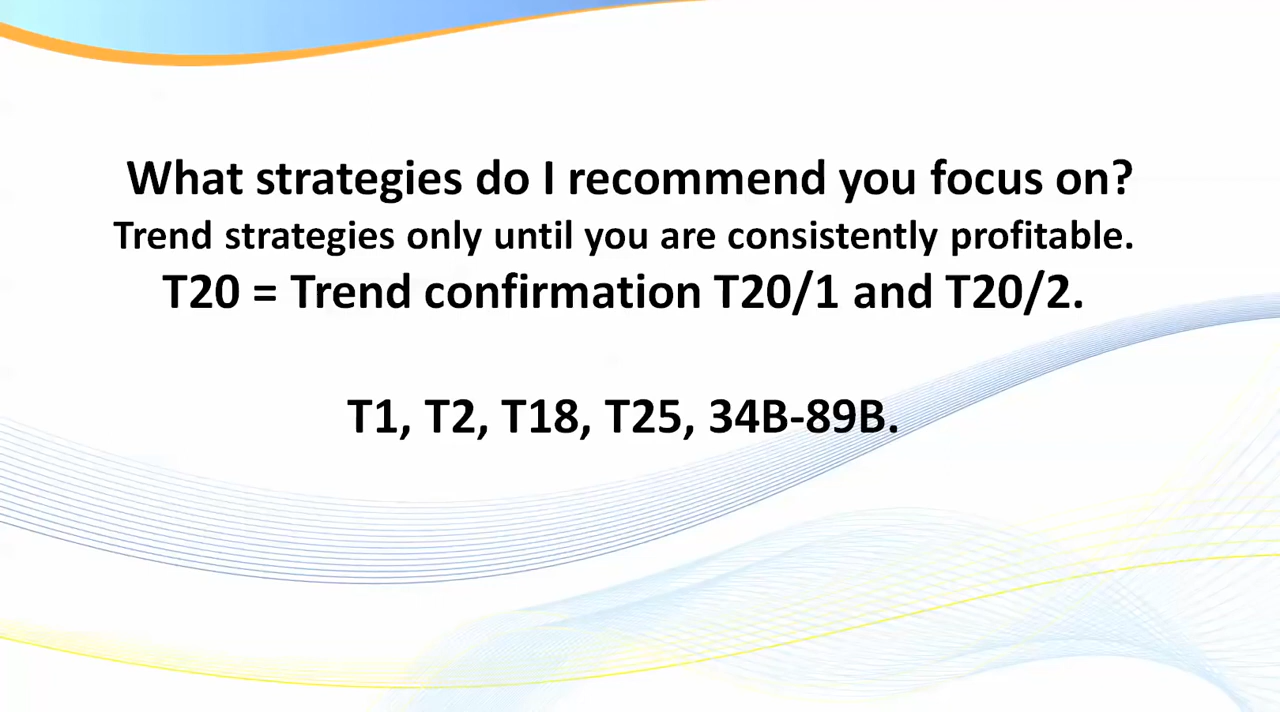 What strategies do I recommend you focus on?
Trend strategies only until you are consistently profitable.
T20 = Trend confirmation T20/1 and T20/2.
T1, T2, T18, T25, 34B-89B.